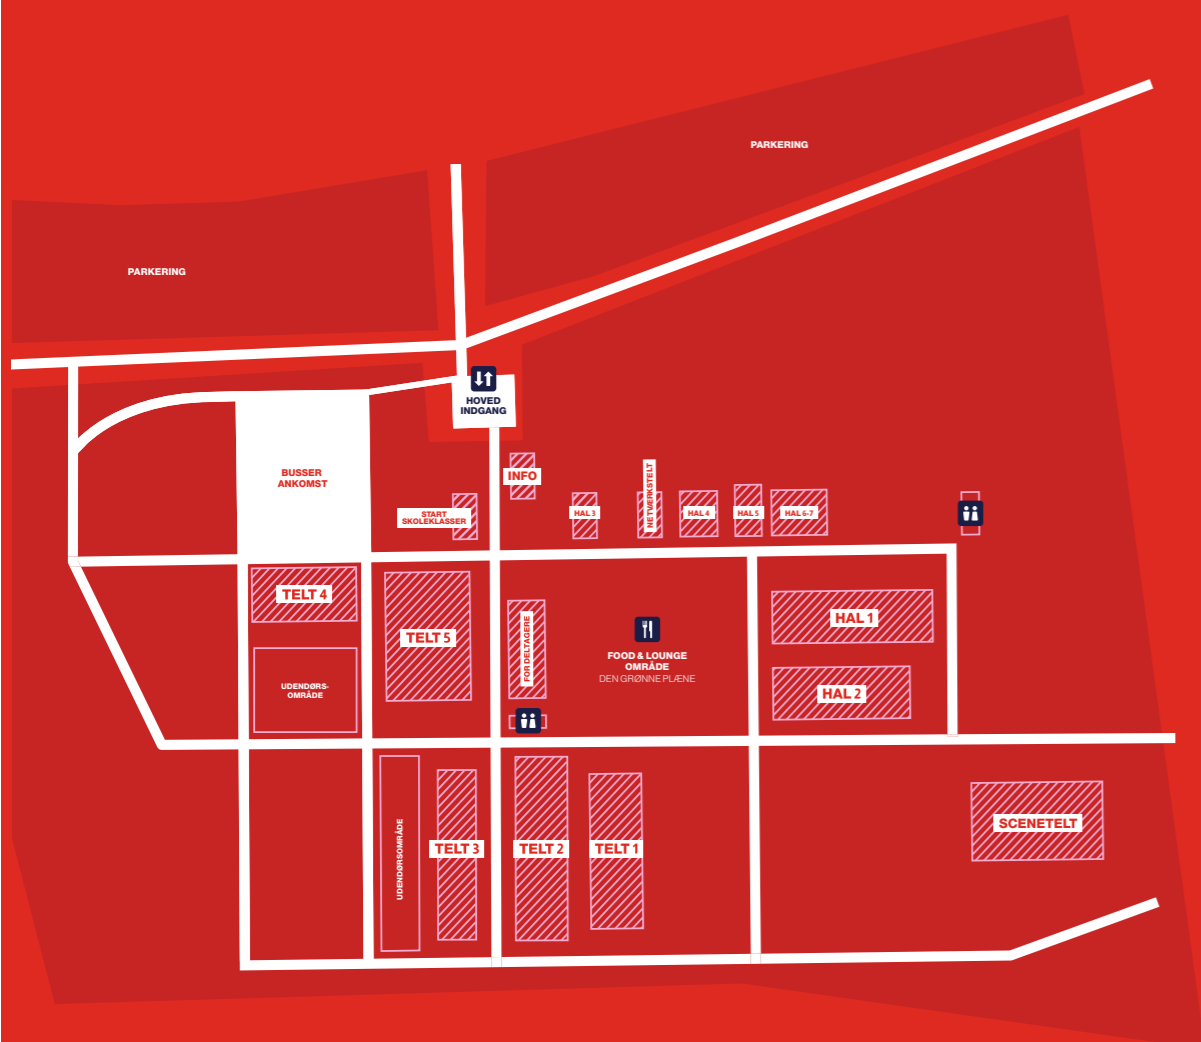 PARKERING
PARKERING
HOVED
INDGANG
BUSSER
ANKOMST
INFO
START
SKOLEKLASSER
HAL 3
NETVÆRKSTELT
HAL 4
HAL 5
HAL 6-7
TELT 4
TELT 5
FOR DELTAGERE
FOOD & LOUNGE
OMRÅDE
DEN GRØNNE PLÆNE
HAL 1
HAL 2
UDENDØRS-
OMRÅDE
UDENDØRSOMRÅDE
TELT 3
TELT 2
TELT 1
SCENETELT